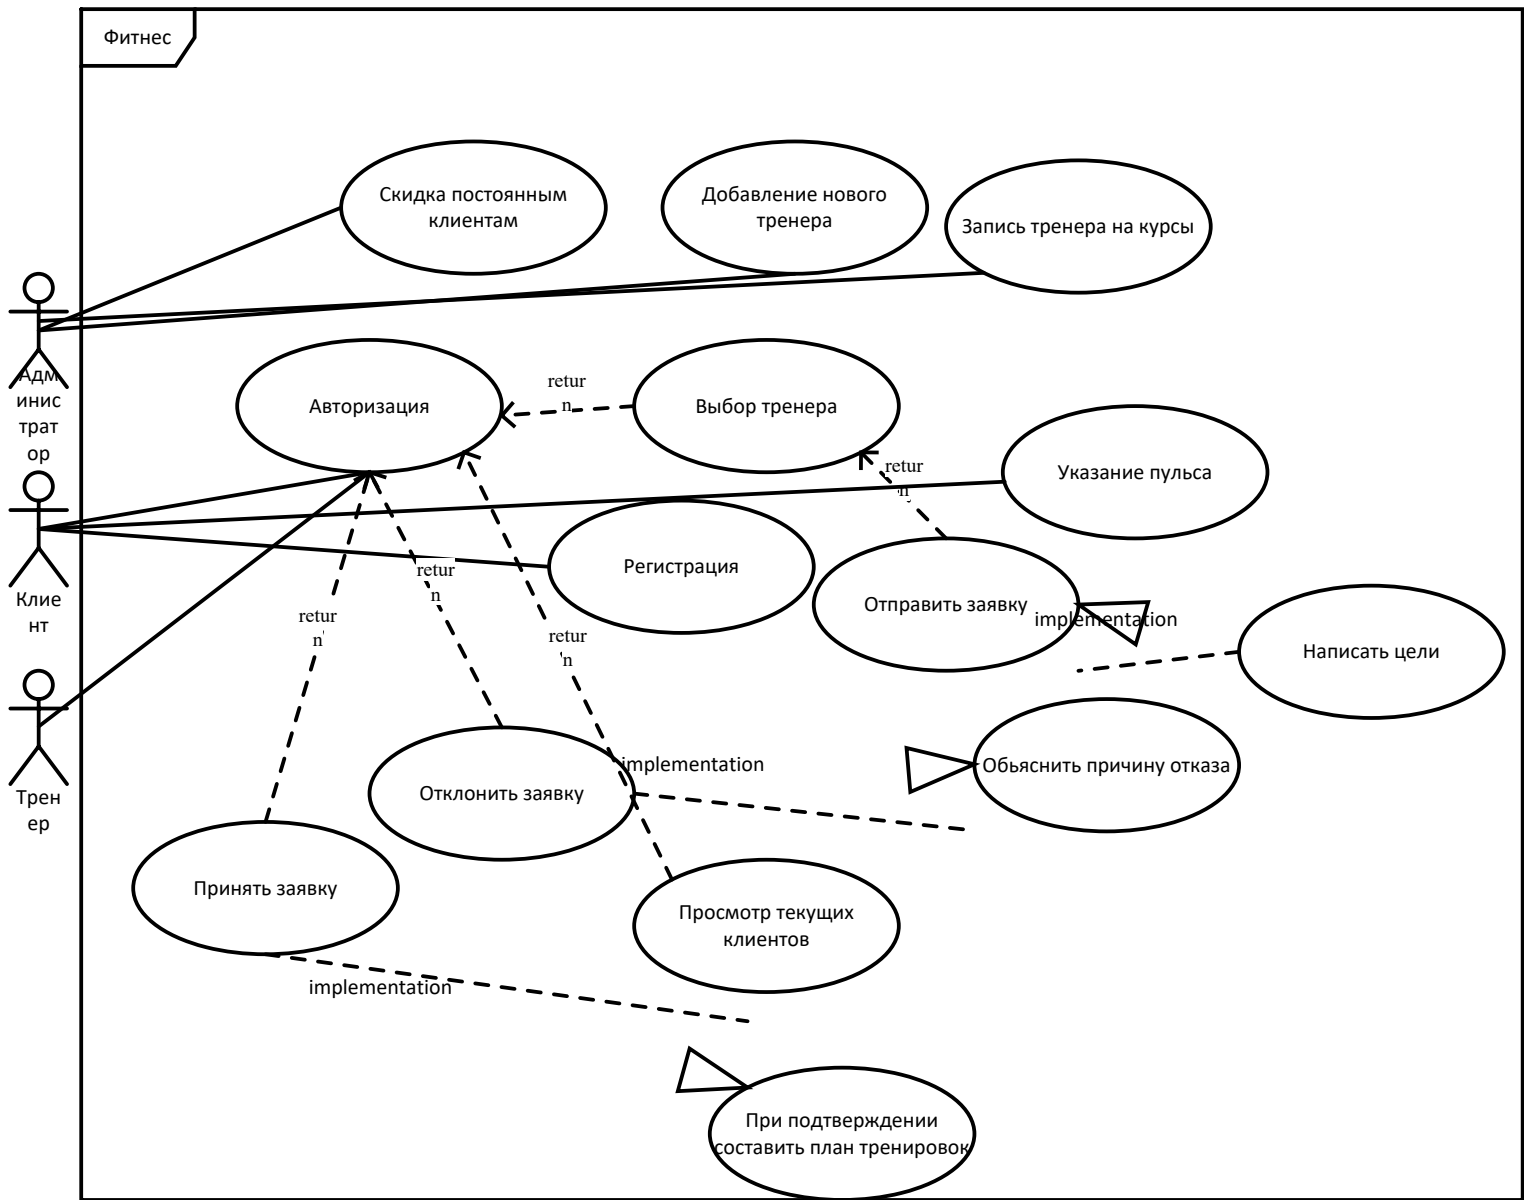 Фитнес
Скидка постоянным
клиентам
Добавление нового
тренера
Запись тренера на курсы
Адм
инис
трат
ор
Авторизация
retur
n
Выбор тренера
retur
n
Указание пульса
Клие
нт
Регистрация
retur
n
Отправить заявку
implementation
retur
n
retur
n
Написать цели
Трен
ер
Отклонить заявку
implementation
Обьяснить причину отказа
Принять заявку
Просмотр текущих
клиентов
implementation
При подтверждении
составить план тренировок